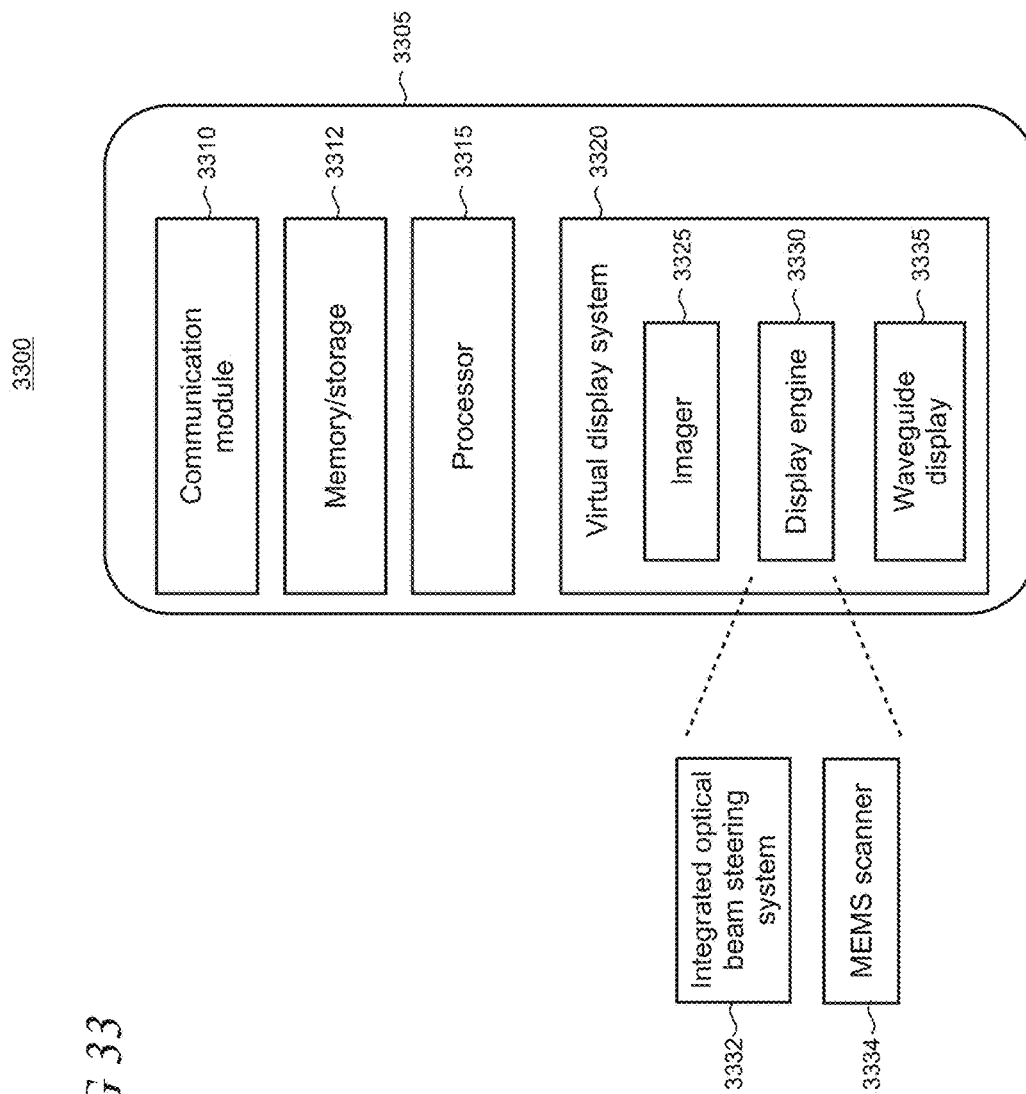 3300
3305
Communication
module
3310
Memory/storage
3312
Processor
3315
Virtual display system
3320
Imager
3325
Display engine
3330
Waveguide
display
3335
Integrated optical
beam steering
system
3332
MEMS scanner
3334
G 33